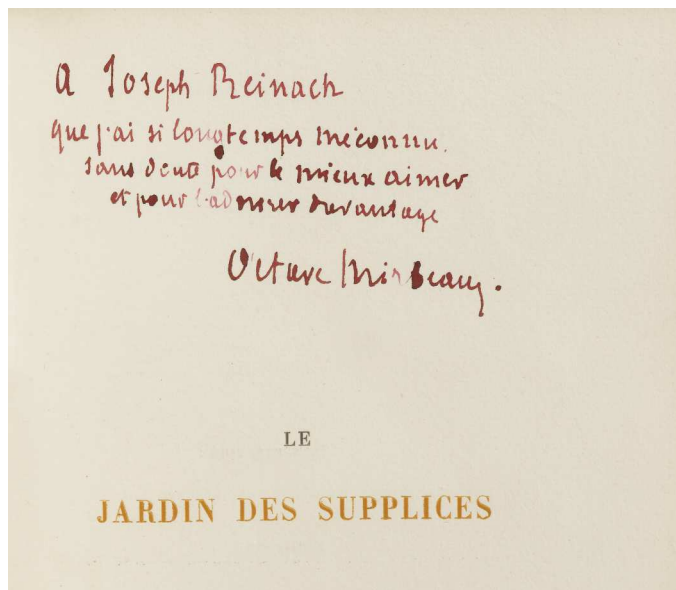 A Joseph Reinach
que j'ai si longtemps méconnu,
sans doute pour le mieux aimer
et pour l'admirer davantage
Octave Mirbeau.
LE
JARDIN DES SUPPLICES